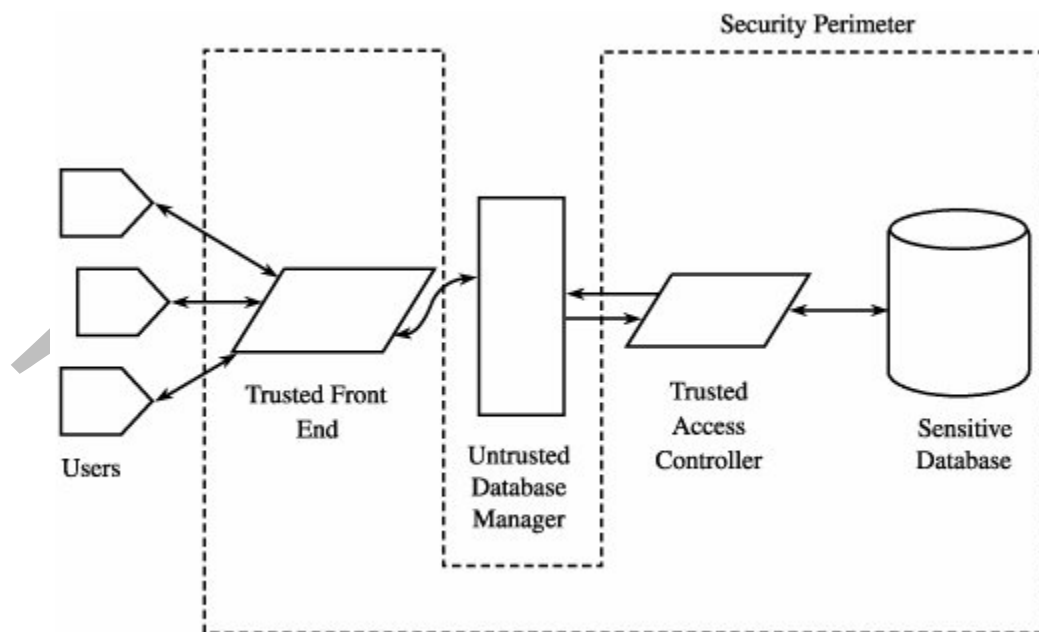 Security Perimeter
Trusted Front
End
Users
Untrusted
Database
Manager
Trusted
Access
Controller
Sensitive
Database